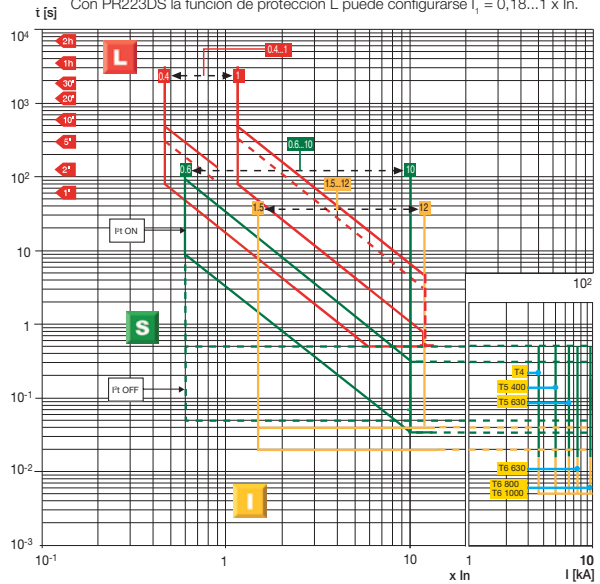 Con PR223DS la función de protección L puede configurarse I₁ = 0,18...1 x In.
t [s]
10⁴
2h
1h
30'
20'
10'
5'
2'
1'
L
0.4
1
0.4...1
10³
0.6...10
10²
0.6
10
1.5...12
1.5
12
I²t ON
10
10²
1
S
T4
I²t OFF
T5 400
10⁻¹
T5 630
10⁻²
T6 630
I
T6 800
T6 1000
10⁻³
10⁻¹
1
10
1
10
x In
I [kA]